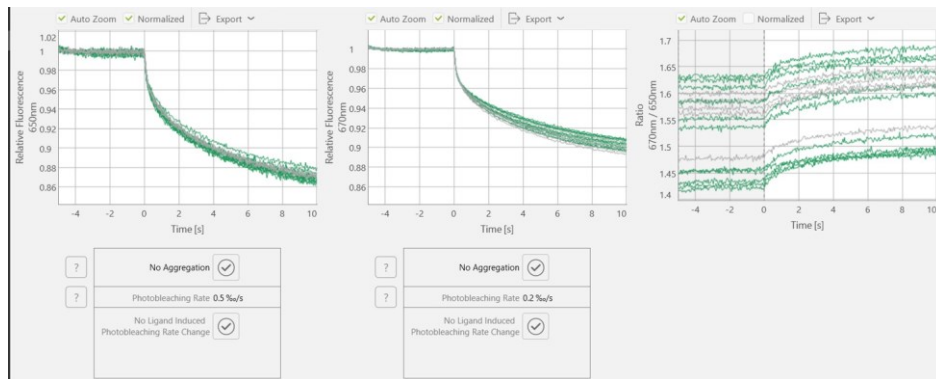 Auto Zoom Normalized Export
Auto Zoom Normalized Export
Auto Zoom Normalized Export
Relative Fluorescence
650nm
1.02
1
0.98
0.96
0.94
0.92
0.9
0.88
0.86
-4 -2 0 2 4 6 8 10
Time [s]
Relative Fluorescence
670nm
1
0.98
0.96
0.94
0.92
0.9
0.88
0.86
-4 -2 0 2 4 6 8 10
Time [s]
Ratio
670nm / 650nm
1.7
1.65
1.6
1.55
1.5
1.45
1.4
-4 -2 0 2 4 6 8 10
Time [s]
? No Aggregation
? Photobleaching Rate 0.5 ‰/s
No Ligand Induced
Photobleaching Rate Change
? No Aggregation
? Photobleaching Rate 0.2 ‰/s
No Ligand Induced
Photobleaching Rate Change